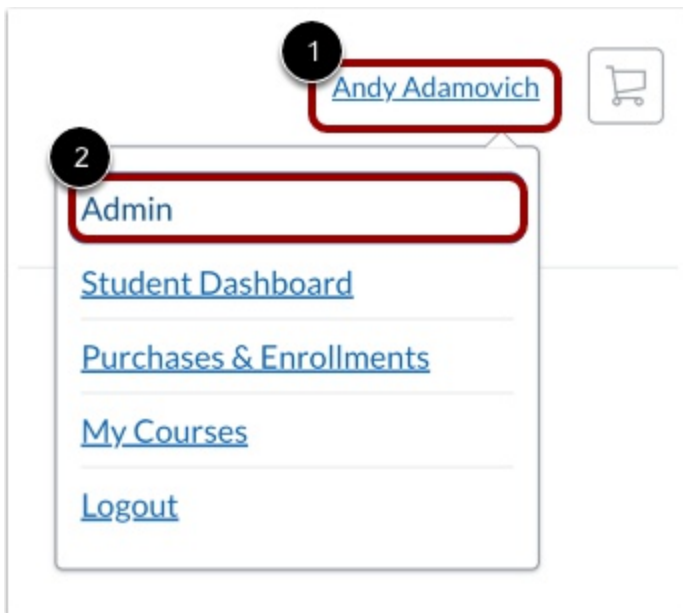 1
Andy Adamovich
2
Admin
Student Dashboard
Purchases & Enrollments
My Courses
Logout